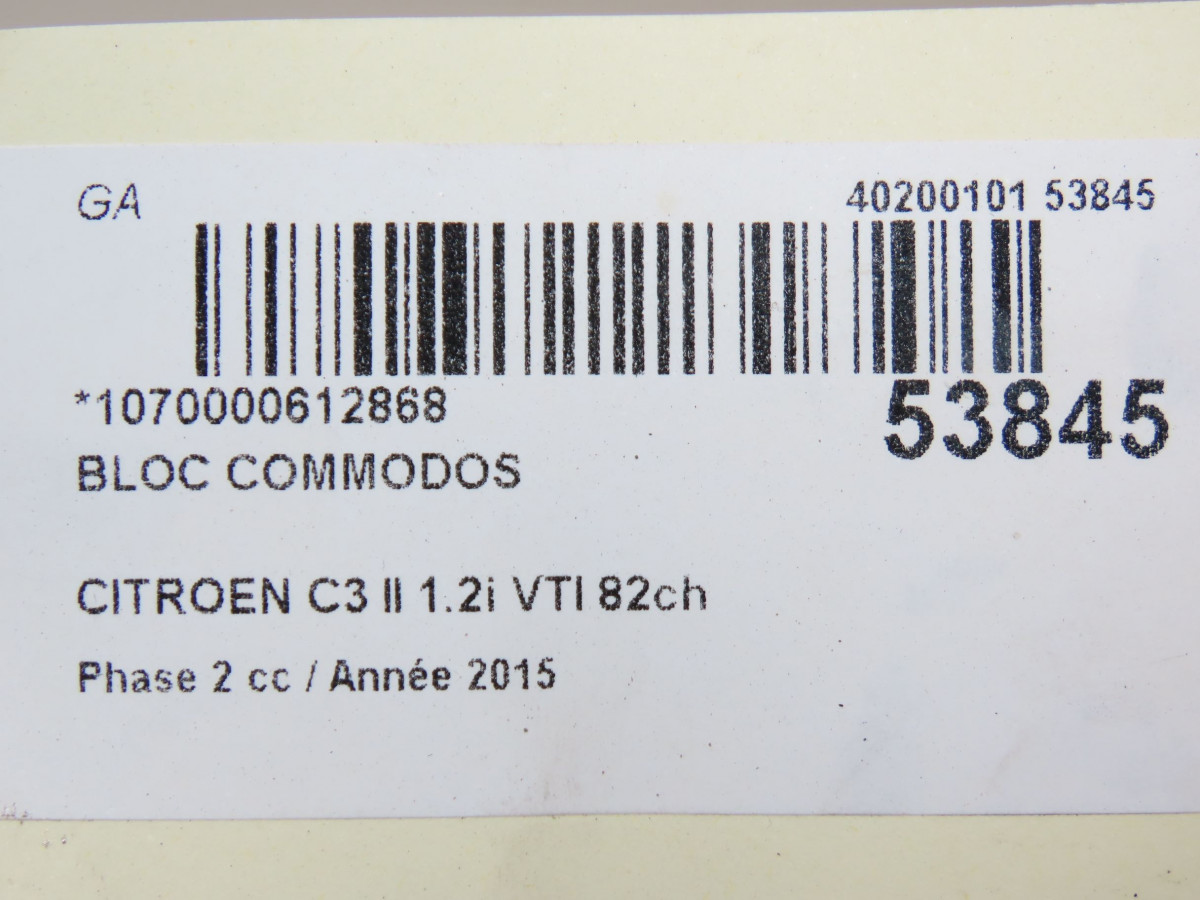 GA 40200101 53845
*1070000612868 53845
BLOC COMMODOS
CITROEN C3 II 1.2i VTI 82ch
Phase 2 cc / Année 2015